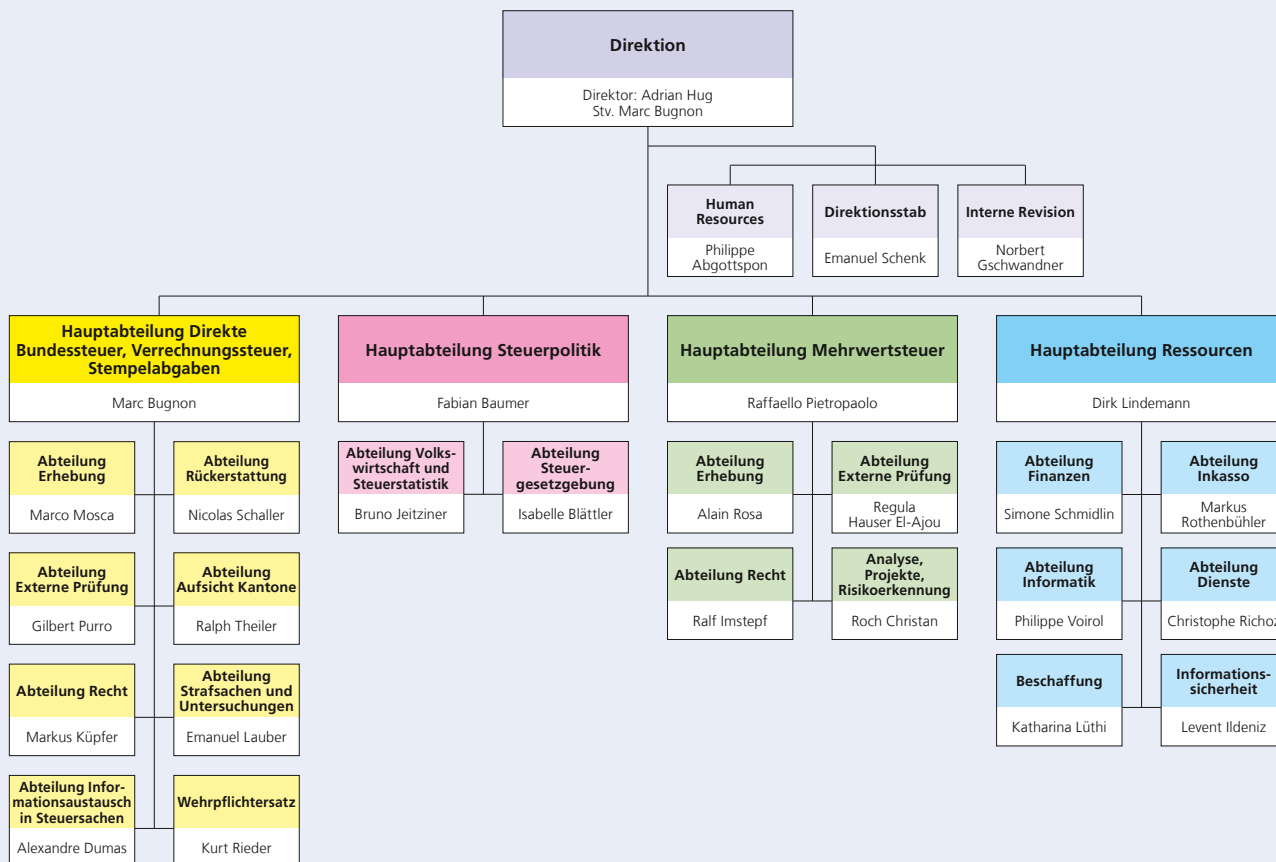 Direktion
Direktor: Adrian Hug
Stv. Marc Bugnon
Human
Resources
Philippe
Abgottspon
Direktionsstab
Emanuel Schenk
Interne Revision
Norbert
Gschwandner
Hauptabteilung Direkte
Bundessteuer, Verrechnungssteuer,
Stempelabgaben
Marc Bugnon
Abteilung
Erhebung
Marco Mosca
Abteilung
Rückerstattung
Nicolas Schaller
Abteilung
Externe Prüfung
Gilbert Purro
Abteilung
Aufsicht Kantone
Ralph Theiler
Abteilung Recht
Markus Küpfer
Abteilung
Strafsachen und
Untersuchungen
Emanuel Lauber
Abteilung Infor-
mationsaustausch
in Steuersachen
Alexandre Dumas
Wehrpflichtersatz
Kurt Rieder
Hauptabteilung Steuerpolitik
Fabian Baumer
Abteilung Volks-
wirtschaft und
Steuerstatistik
Bruno Jeitziner
Abteilung
Steuer-
gesetzgebung
Isabelle Blättler
Hauptabteilung Mehrwertsteuer
Raffaello Pietropaolo
Abteilung
Erhebung
Alain Rosa
Abteilung
Externe Prüfung
Regula
Hauser El-Ajou
Abteilung Recht
Ralf Imstepf
Analyse,
Projekte,
Risikoerkennung
Roch Christan
Hauptabteilung Ressourcen
Dirk Lindemann
Abteilung
Finanzen
Simone Schmidlin
Abteilung
Inkasso
Markus
Rothenbühler
Abteilung
Informatik
Philippe Voirol
Abteilung
Dienste
Christophe Richoz
Beschaffung
Katharina Lüthi
Informations-
sicherheit
Levent Ildeniz